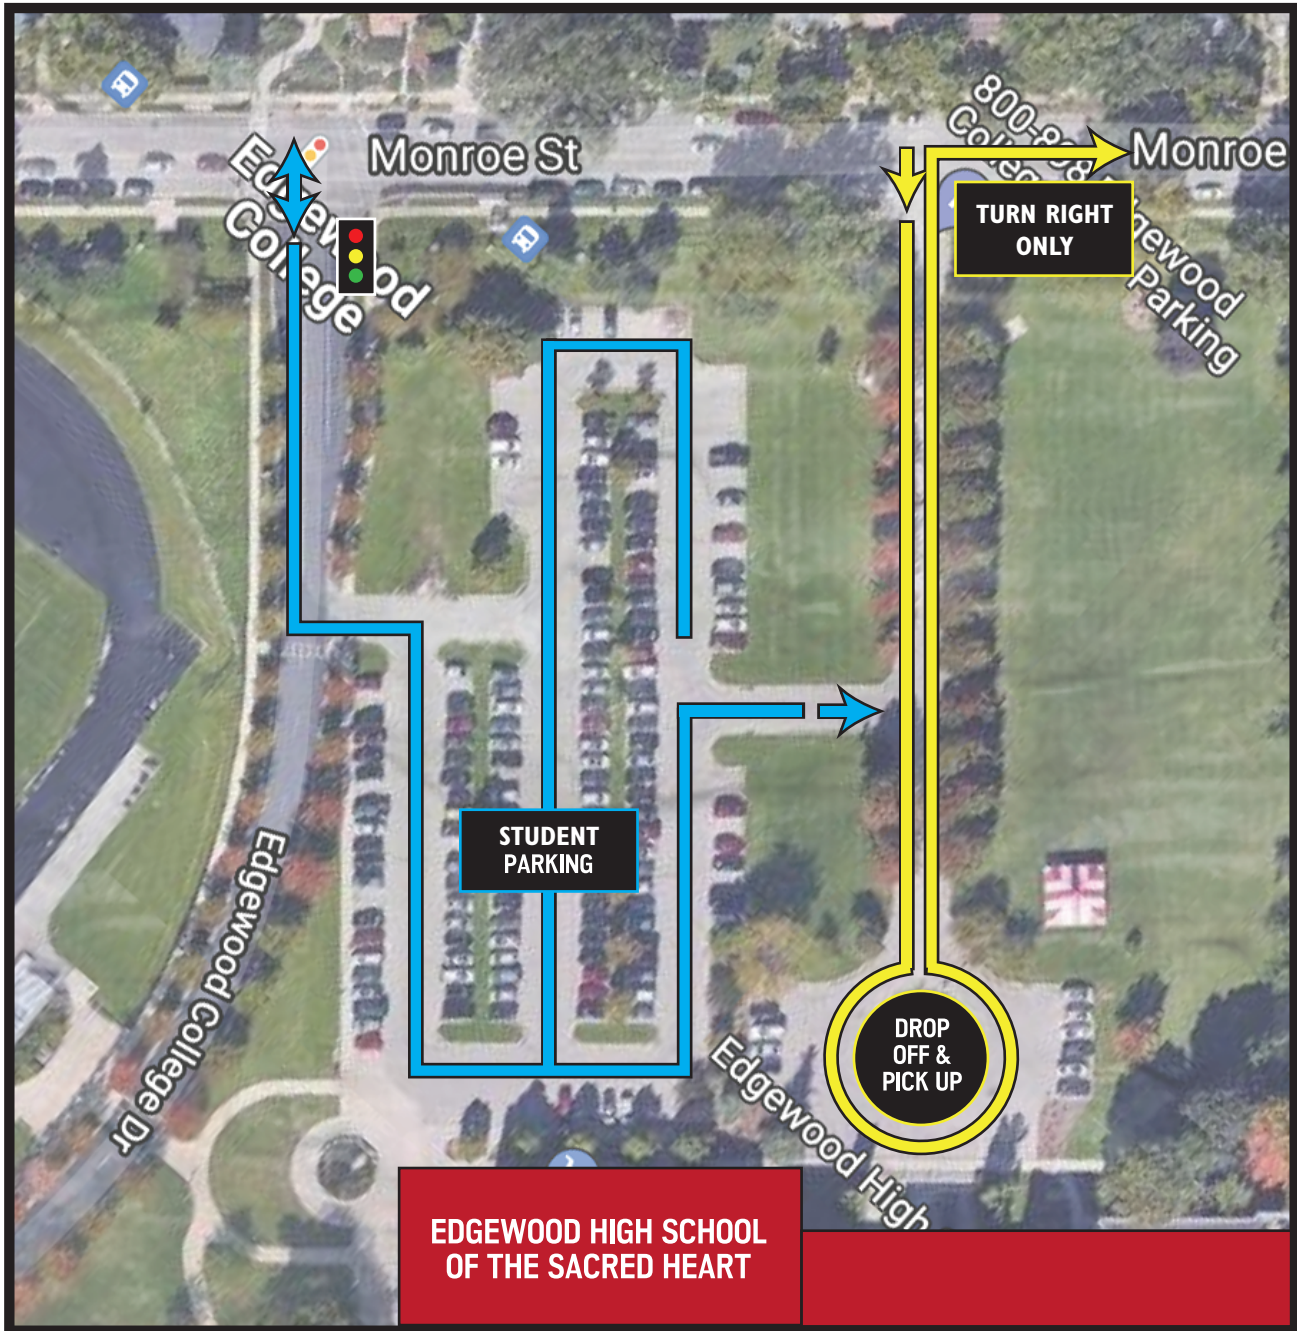 Monroe St
Monroe
Edgewood
College
800-898 Edgewood
College Parking
TURN RIGHT
ONLY
STUDENT
PARKING
Edgewood College Dr
DROP
OFF &
PICK UP
Edgewood High
EDGEWOOD HIGH SCHOOL
OF THE SACRED HEART